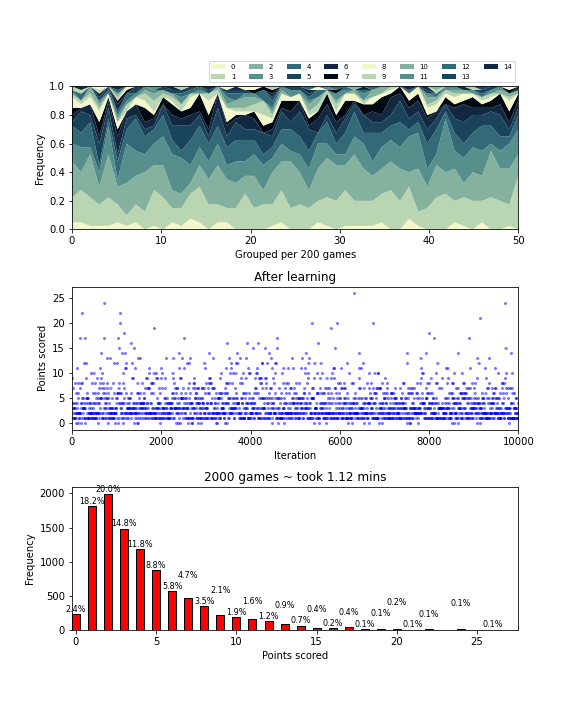 0 2 4 6 8 10 12 14
1 3 5 7 9 11 13
1.0
0.8
0.6
0.4
0.2
0.0
Frequency
0 10 20 30 40 50
Grouped per 200 games
After learning
25
20
15
10
5
0
Points scored
0 2000 4000 6000 8000 10000
Iteration
2000 games ~ took 1.12 mins
2000
1500
1000
500
0
Frequency
2.4% 18.2% 20.0% 14.8% 11.8% 8.8% 5.8% 4.7% 3.5% 2.1% 1.9% 1.6% 1.2% 0.9% 0.7% 0.4% 0.2% 0.4% 0.1% 0.1% 0.2% 0.1% 0.1% 0.1% 0.1%
0 5 10 15 20 25
Points scored